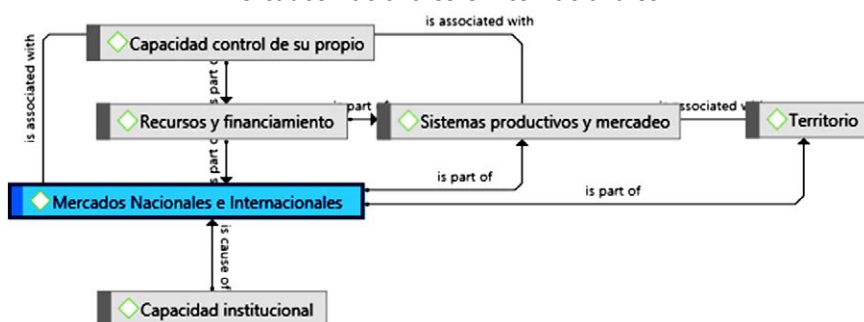 is associated with
Capacidad control de su propio
is associated with
Recursos y financiamiento
Sistemas productivos y mercadeo
Territorio
is part of
Mercados Nacionales e Internacionales
is part of
is cause of
Capacidad institucional